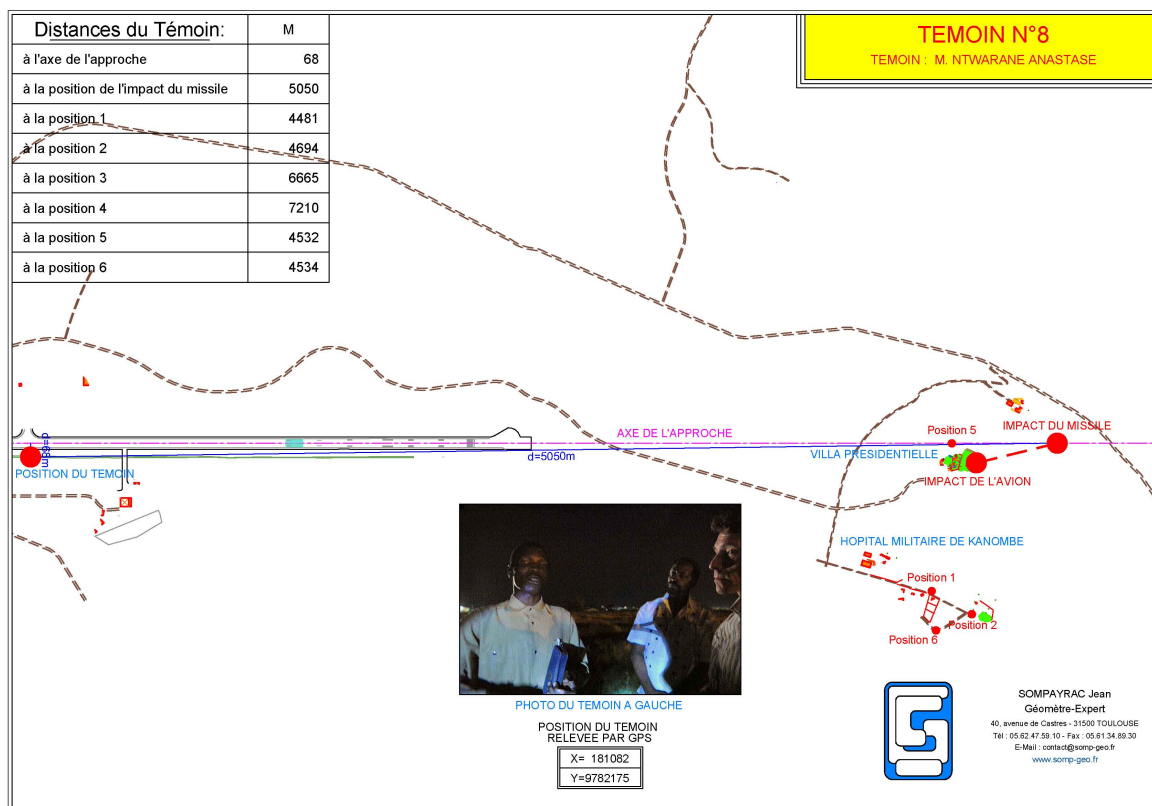 Distances du Témoin: M
à l'axe de l'approche 68
à la position de l'impact du missile 5050
à la position 1 4481
à la position 2 4694
à la position 3 6665
à la position 4 7210
à la position 5 4532
à la position 6 4534
TEMOIN N°8
TEMOIN : M. NTWARANE ANASTASE
AXE DE L'APPROCHE
Position 5
IMPACT DU MISSILE
d=68m
d=5050m
VILLA PRESIDENTIELLE
POSITION DU TEMOIN
IMPACT DE L'AVION
HOPITAL MILITAIRE DE KANOMBE
Position 1
Position 2
Position 6
PHOTO DU TEMOIN A GAUCHE
POSITION DU TEMOIN
RELEVEE PAR GPS
X= 181082
Y=9782175
SOMPAYRAC Jean
Géomètre-Expert
40, avenue de Castres - 31500 TOULOUSE
Tél : 05.62.47.59.10 - Fax : 05.61.34.89.30
E-Mail : contact@somp-geo.fr
www.somp-geo.fr